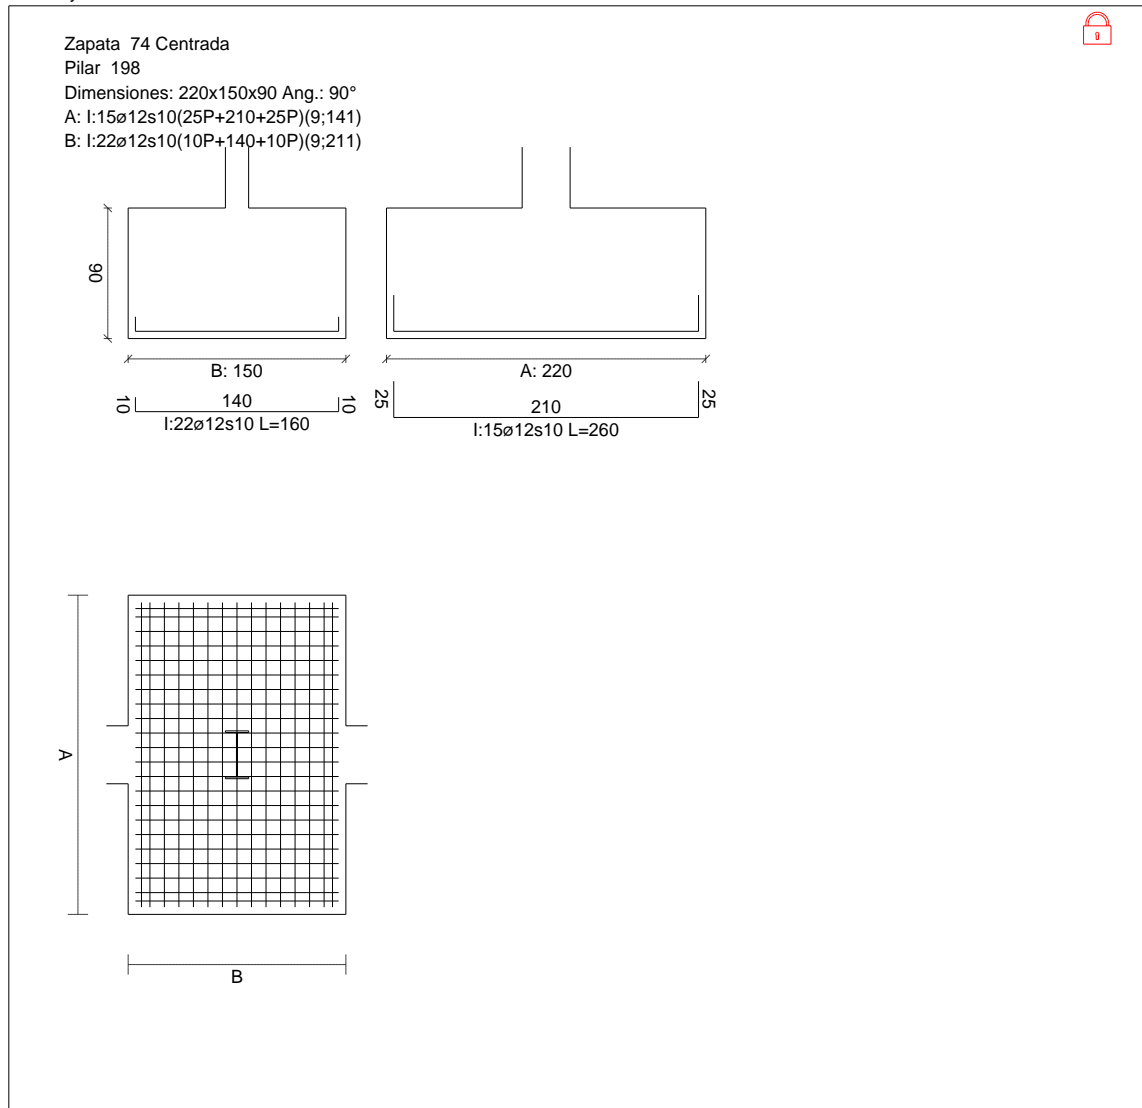 Zapata 74 Centrada
Pilar 198
Dimensiones: 220x150x90 Ang.: 90°
A: I:15ø12s10(25P+210+25P)(9;141)
B: I:22ø12s10(10P+140+10P)(9;211)
90
B: 150
A: 220
10
140
10
I:22ø12s10 L=160
25
210
25
I:15ø12s10 L=260
A
B